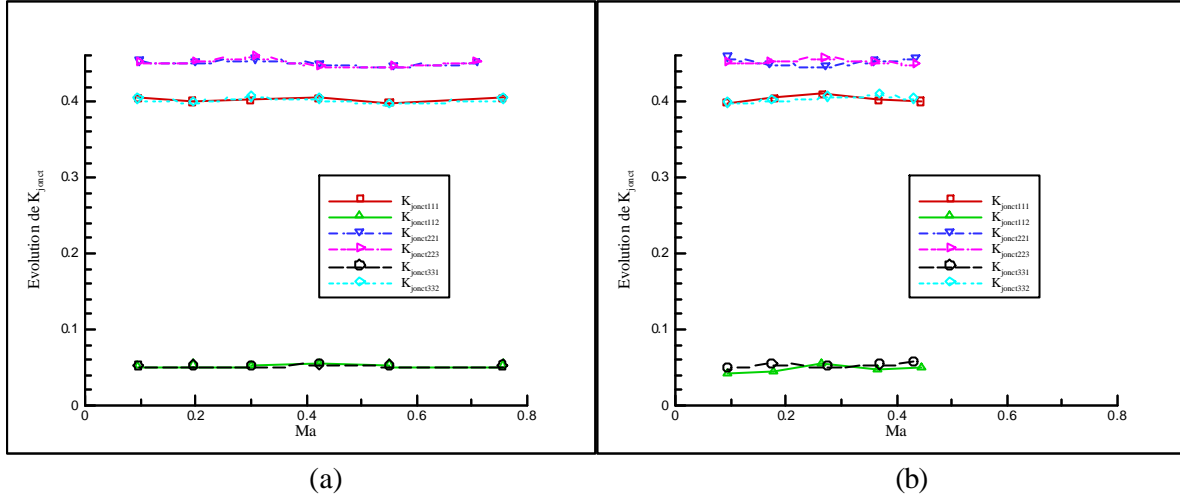 0.4
0.3
0.2
0.1
0
Evolution de K_jonct
0
0.2
0.4
0.6
0.8
Ma
K_jonct111
K_jonct112
K_jonct221
K_jonct223
K_jonct331
K_jonct332
(a)
0.4
0.3
0.2
0.1
0
Evolution de K_jonct
0
0.2
0.4
0.6
0.8
Ma
K_jonct111
K_jonct112
K_jonct221
K_jonct223
K_jonct331
K_jonct332
(b)